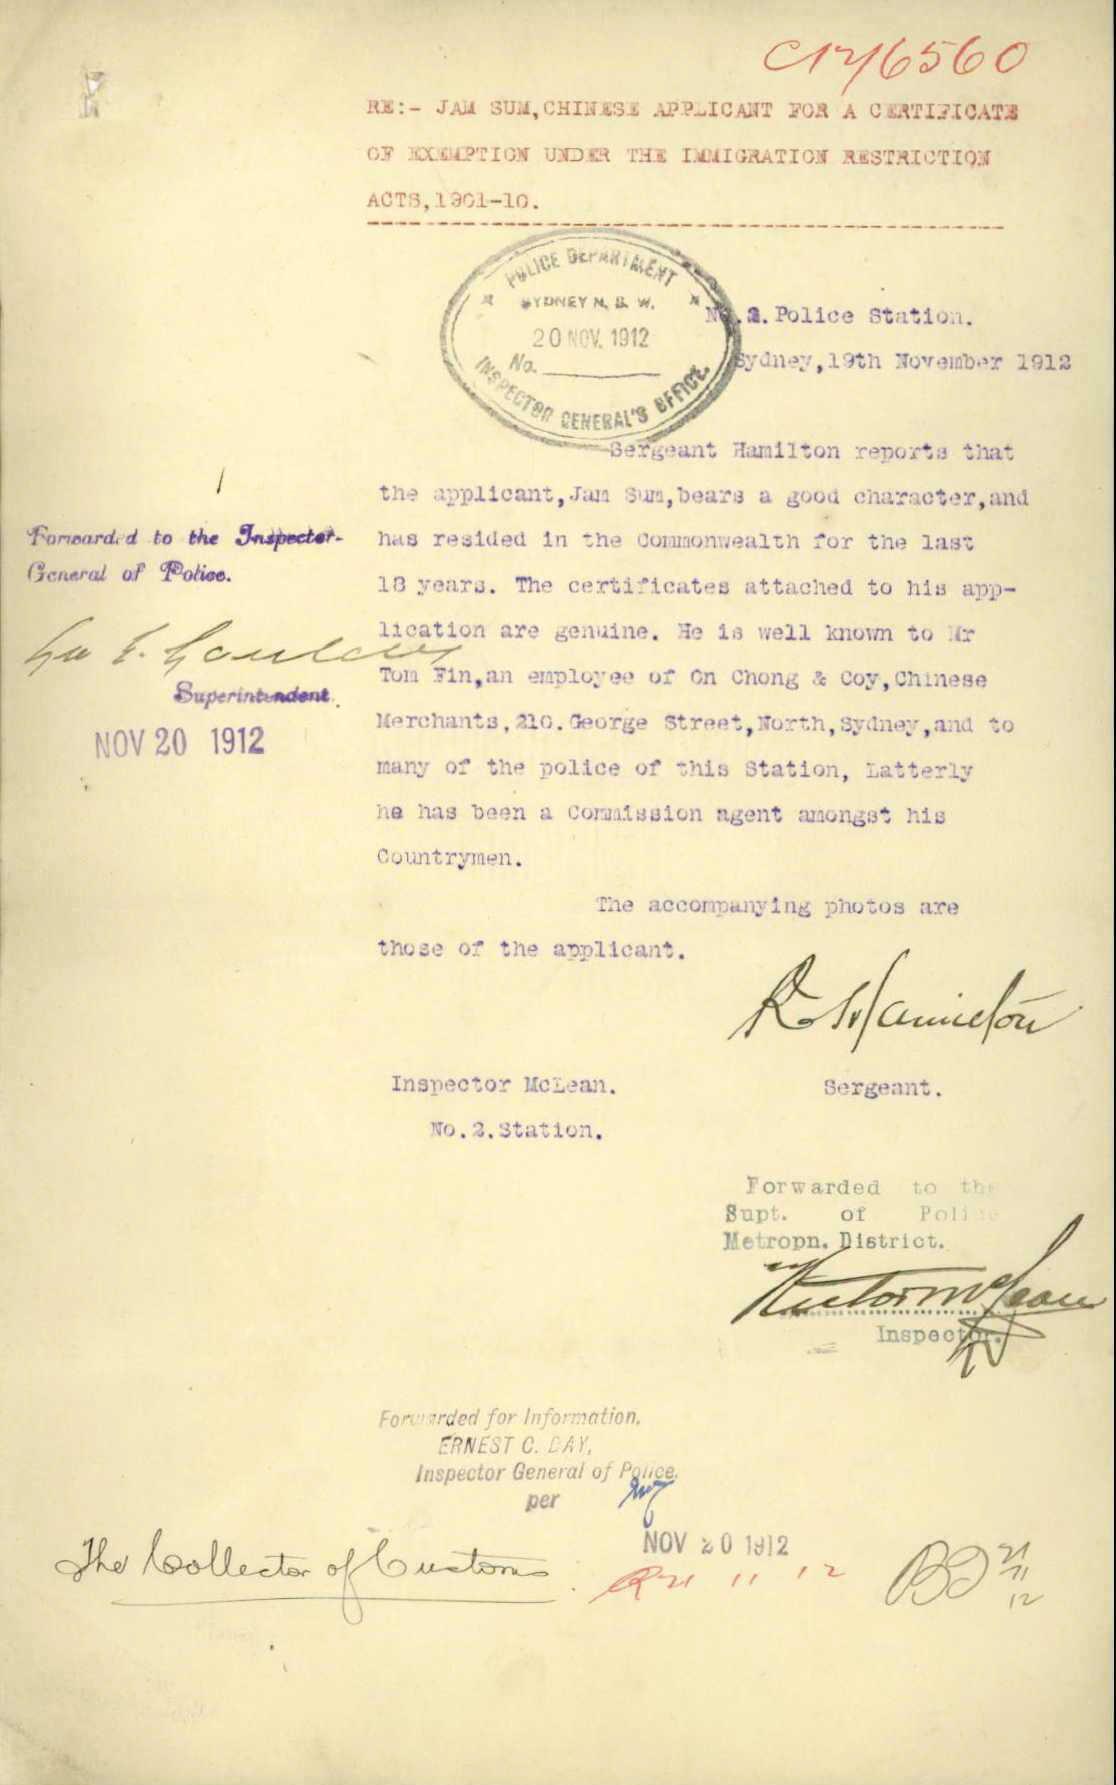 C12/6560
RE:- JAM SUM,CHINESE APPLICANT FOR A CERTIFICATE
OF EXEMPTION UNDER THE IMMIGRATION RESTRICTION
ACTS,1901-10.
POLICE DEPARTMENT
SYDNEY N. S. W.
20 NOV. 1912
No.
INSPECTOR GENERAL'S OFFICE.
No.2.Police Station.
Sydney,19th November 1912
Sergeant Hamilton reports that
the applicant,Jam Sum,bears a good character,and
has resided in the Commonwealth for the last
18 years. The certificates attached to his app-
lication are genuine. He is well known to Mr
Tom Fin,an employee of On Chong & Coy,Chinese
Merchants,210.George Street,North,Sydney,and to
many of the police of this Station, Latterly
he has been a Commission agent amongst his
Countrymen.
The accompanying photos are
those of the applicant.
Forwarded to the Inspector-
General of Police.
Superintendent.
NOV 20 1912
R Hamilton
Sergeant.
Inspector McLean.
No.2.Station.
Forwarded to the
Supt. of Police
Metropn. District.
McLean
Inspector.
Forwarded for Information,
ERNEST C. DAY,
Inspector General of Police.
per
NOV 20 1912
The Collector of Customs
R 21 11 12
21
11
12